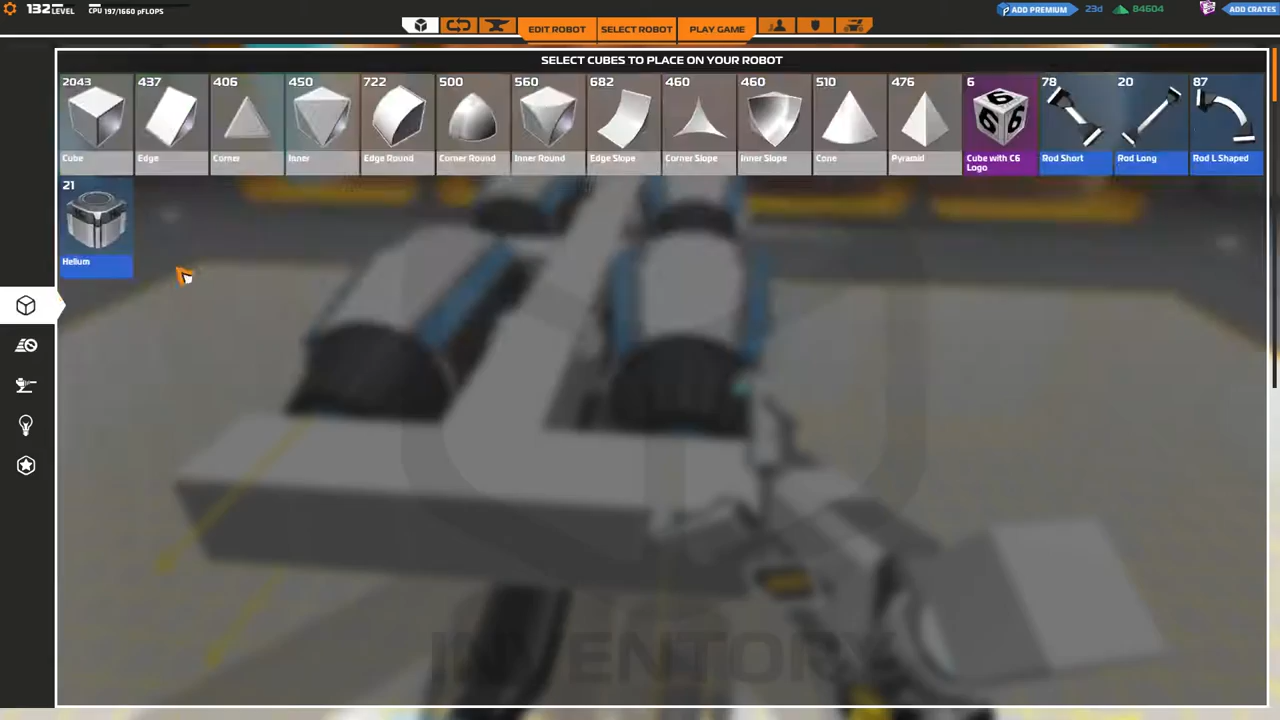 132 LEVEL CPU 197/1660 pFLOPS
ADD PREMIUM 23d 84604 ADD CRATES
EDIT ROBOT SELECT ROBOT PLAY GAME
SELECT CUBES TO PLACE ON YOUR ROBOT
2043 437 406 450 722 500 560 682 460 460 510 476 6 78 20 87
Cube Edge Corner Inner Edge Round Corner Round Inner Round Edge Slope Corner Slope Inner Slope Cone Pyramid Cube with C6 Rod Short Rod Long Rod L Shaped
Logo
21
Helium
INVENTORY